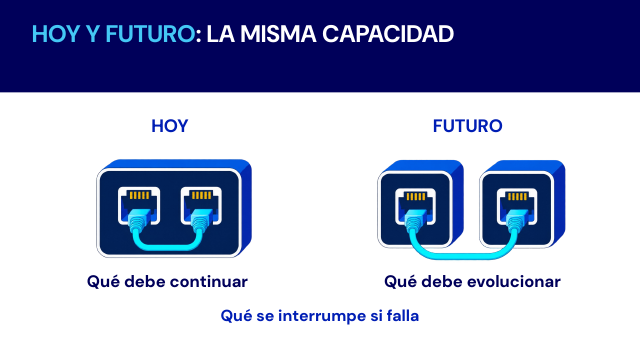 HOY Y FUTURO: LA MISMA CAPACIDAD
HOY
FUTURO
Qué debe continuar
Qué debe evolucionar
Qué se interrumpe si falla